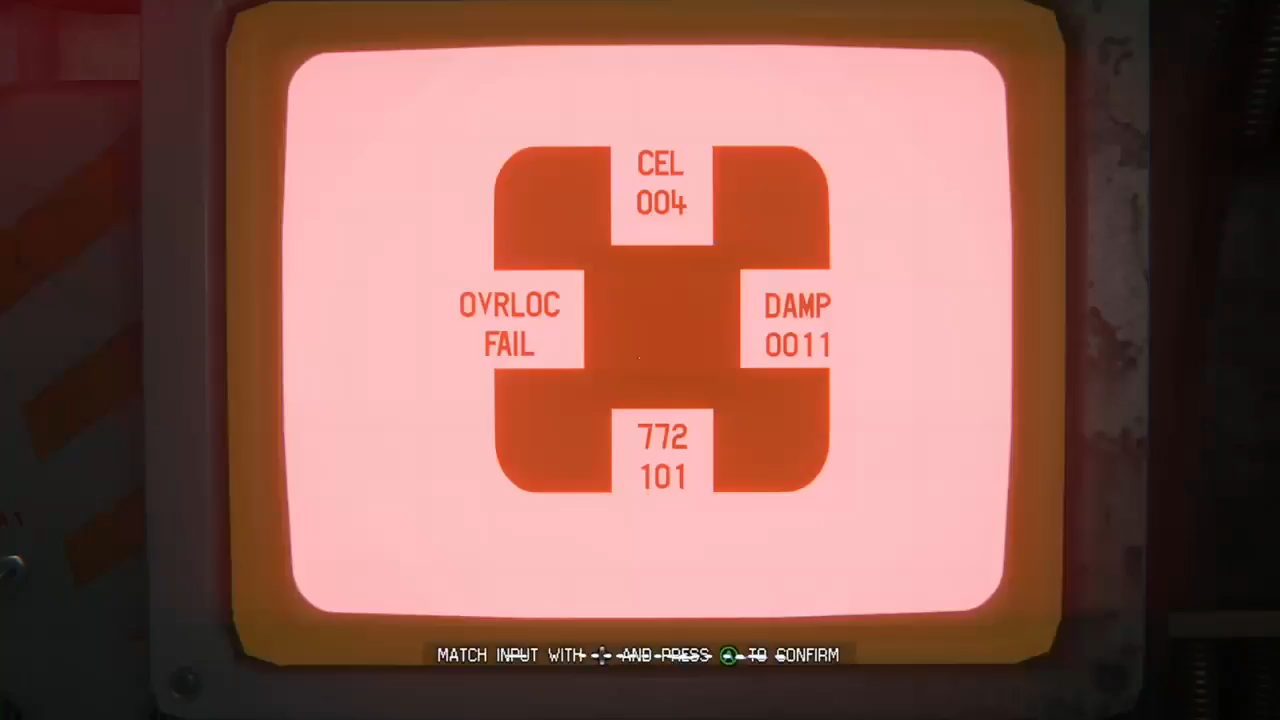 CEL
004
OVRLOC
FAIL
DAMP
0011
772
101
MATCH INPUT WITH AND PRESS A TO CONFIRM